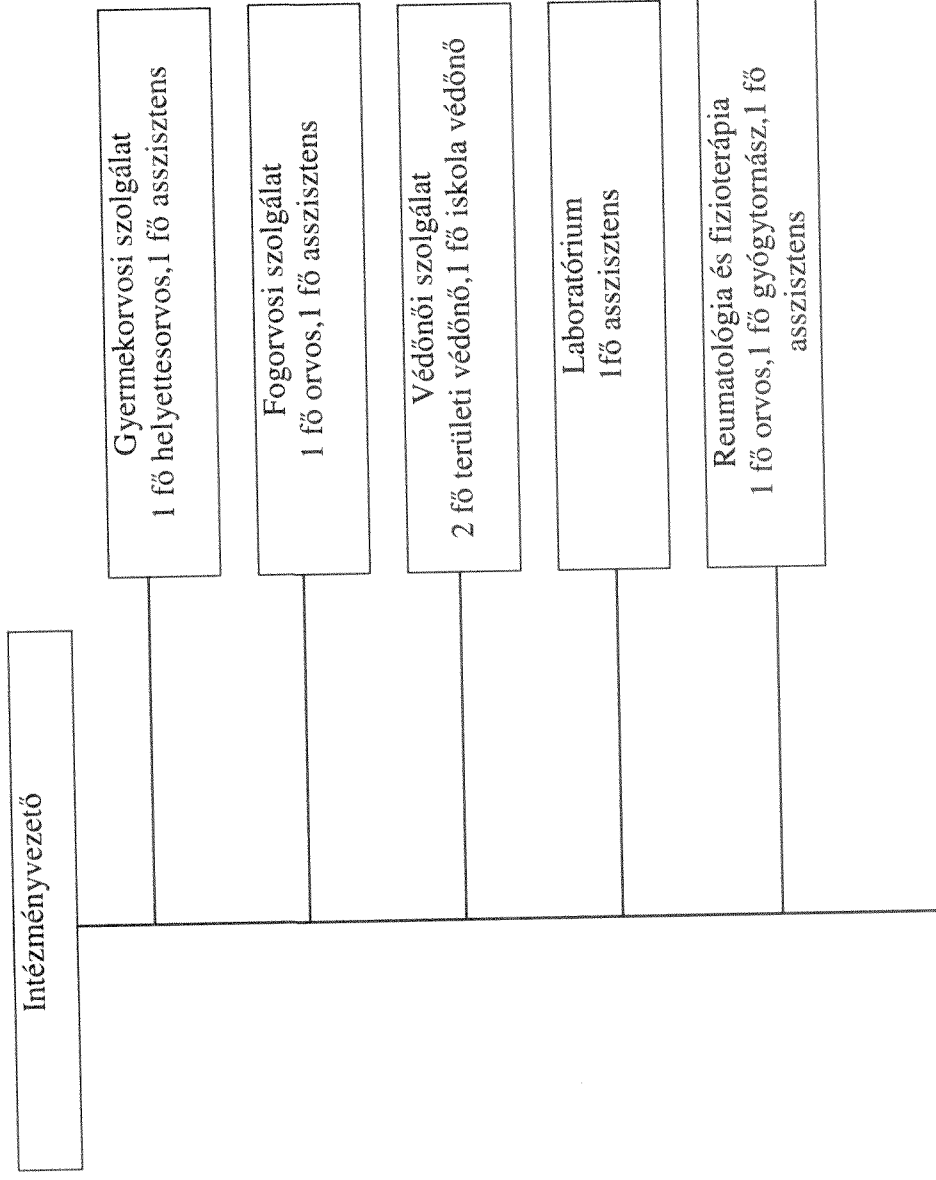 Intézményvezető
Gyermekorvosi szolgálat
1 fő helyettesorvos,1 fő asszisztens
Fogorvosi szolgálat
1 fő orvos,1 fő asszisztens
Védőnői szolgálat
2 fő területi védőnő,1 fő iskola védőnő
Laboratórium
1fő asszisztens
Reumatológia és fizioterápia
1 fő orvos,1 fő gyógytornász,1 fő
asszisztens